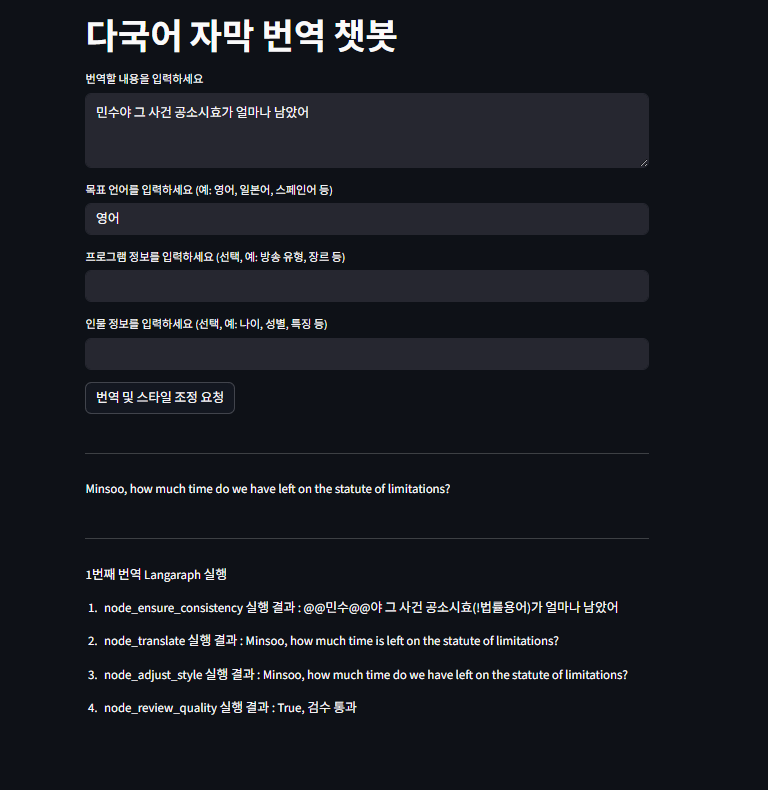 다국어 자막 번역 챗봇
번역할 내용을 입력하세요
민수야 그 사건 공소시효가 얼마나 남았어
목표 언어를 입력하세요 (예: 영어, 일본어, 스페인어 등)
영어
프로그램 정보를 입력하세요 (선택, 예: 방송 유형, 장르 등)
인물 정보를 입력하세요 (선택, 예: 나이, 성별, 특징 등)
번역 및 스타일 조정 요청
Minsoo, how much time do we have left on the statute of limitations?
1번째 번역 Langaraph 실행
1. node_ensure_consistency 실행 결과 : @@민수@@야 그 사건 공소시효(!법률용어)가 얼마나 남았어
2. node_translate 실행 결과 : Minsoo, how much time is left on the statute of limitations?
3. node_adjust_style 실행 결과 : Minsoo, how much time do we have left on the statute of limitations?
4. node_review_quality 실행 결과 : True, 검수 통과